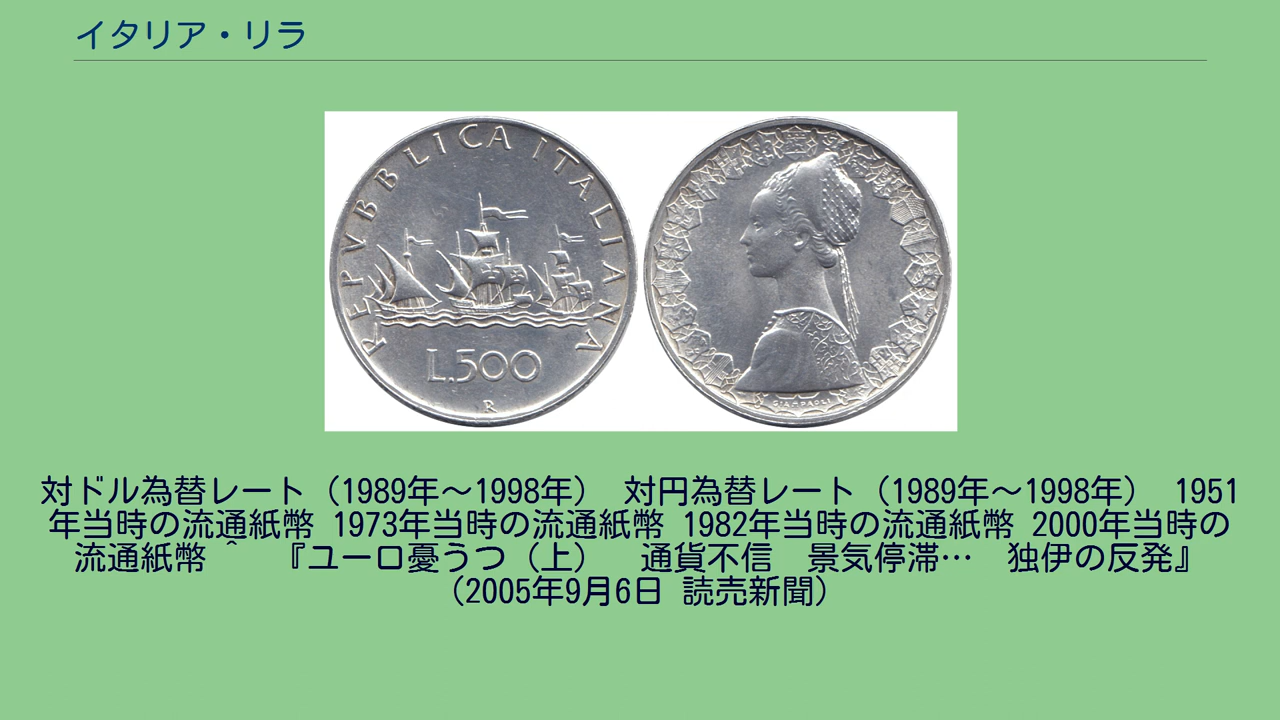 イタリア・リラ
REPVBBLICA ITALIANA
L.500
R
GIAMPAOLI
対ドル為替レート（1989年～1998年） 対円為替レート（1989年～1998年） 1951
年当時の流通紙幣 1973年当時の流通紙幣 1982年当時の流通紙幣 2000年当時の
流通紙幣 ^ 『ユーロ憂うつ（上） 通貨不信 景気停滞… 独伊の反発』
（2005年9月6日 読売新聞）